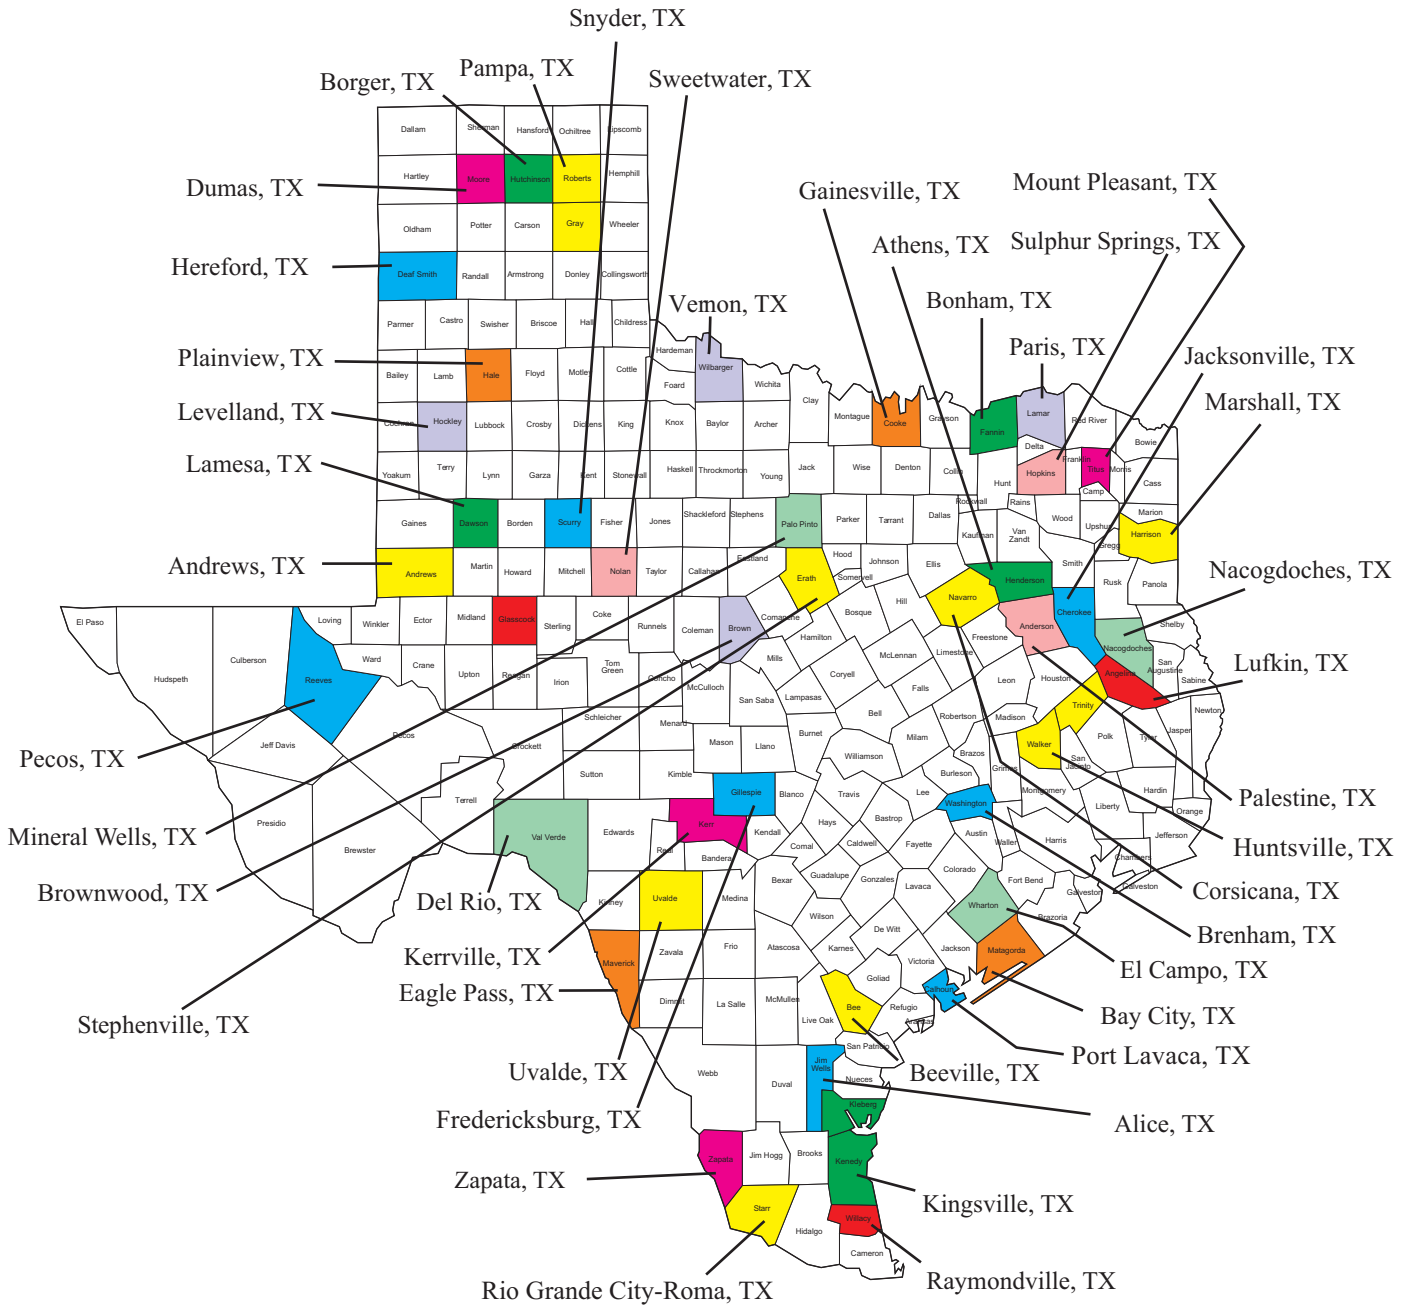 Snyder, TX
Pampa, TX
Borger, TX
Sweetwater, TX
Dallam
Sherman
Hansford
Ochiltree
Lipscomb
Hartley
Moore
Hutchinson
Roberts
Hemphill
Dumas, TX
Gainesville, TX
Mount Pleasant, TX
Oldham
Potter
Carson
Gray
Wheeler
Athens, TX
Sulphur Springs, TX
Hereford, TX
Deaf Smith
Randall
Armstrong
Donley
Collingsworth
Vernon, TX
Bonham, TX
Parmer
Castro
Swisher
Briscoe
Hall
Childress
Paris, TX
Jacksonville, TX
Plainview, TX
Hardeman
Bailey
Lamb
Hale
Floyd
Motley
Cottle
Foard
Wilbarger
Wichita
Clay
Marshall, TX
Levelland, TX
Cochran
Hockley
Lubbock
Crosby
Dickens
King
Knox
Baylor
Archer
Montague
Cooke
Grayson
Fannin
Lamar
Red River
Bowie
Delta
Franklin
Lamesa, TX
Yoakum
Terry
Lynn
Garza
Kent
Stonewall
Haskell
Throckmorton
Young
Jack
Wise
Denton
Collin
Hunt
Hopkins
Titus
Morris
Cass
Camp
Rockwall
Rains
Marion
Gaines
Dawson
Borden
Scurry
Fisher
Jones
Shackleford
Stephens
Palo Pinto
Parker
Tarrant
Dallas
Kaufman
Van
Zandt
Wood
Upshur
Gregg
Harrison
Andrews, TX
Andrews
Martin
Howard
Mitchell
Nolan
Taylor
Callahan
Eastland
Erath
Hood
Somervell
Johnson
Ellis
Henderson
Smith
Rusk
Panola
Nacogdoches, TX
El Paso
Loving
Winkler
Ector
Midland
Glasscock
Sterling
Coke
Runnels
Coleman
Brown
Comanche
Hamilton
Bosque
Hill
Navarro
Anderson
Cherokee
Shelby
Hudspeth
Culberson
Reeves
Ward
Crane
Upton
Reagan
Irion
Tom
Green
Concho
McCulloch
San Saba
Mills
Lampasas
Coryell
McLennan
Limestone
Freestone
Leon
Houston
Nacogdoches
Angelina
San
Augustine
Sabine
Lufkin, TX
Pecos, TX
Jeff Davis
Pecos
Crockett
Schleicher
Menard
Mason
Llano
Burnet
Bell
Falls
Milam
Robertson
Madison
Walker
Trinity
Polk
Tyler
Jasper
Newton
Sutton
Kimble
Gillespie
Blanco
Williamson
Travis
Burleson
Brazos
Grimes
San
Jacinto
Montgomery
Liberty
Hardin
Orange
Palestine, TX
Mineral Wells, TX
Presidio
Brewster
Terrell
Val Verde
Edwards
Real
Kerr
Bandera
Kendall
Comal
Hays
Caldwell
Bastrop
Lee
Fayette
Washington
Austin
Waller
Harris
Chambers
Jefferson
Galveston
Huntsville, TX
Brownwood, TX
Del Rio, TX
Kinney
Uvalde
Medina
Bexar
Guadalupe
Gonzales
Lavaca
Colorado
Wharton
Fort Bend
Brazoria
Galveston
Corsicana, TX
Kerrville, TX
Maverick
Zavala
Frio
Atascosa
Wilson
Karnes
De Witt
Jackson
Matagorda
Brenham, TX
Eagle Pass, TX
Dimmit
La Salle
McMullen
Live Oak
Bee
Goliad
Victoria
Calhoun
Refugio
Aransas
El Campo, TX
Stephenville, TX
Bay City, TX
San Patricio
Port Lavaca, TX
Uvalde, TX
Webb
Duval
Jim
Wells
Nueces
Beeville, TX
Fredericksburg, TX
Kleberg
Alice, TX
Zapata, TX
Zapata
Jim Hogg
Brooks
Kenedy
Kingsville, TX
Starr
Hidalgo
Willacy
Cameron
Rio Grande City-Roma, TX
Raymondville, TX